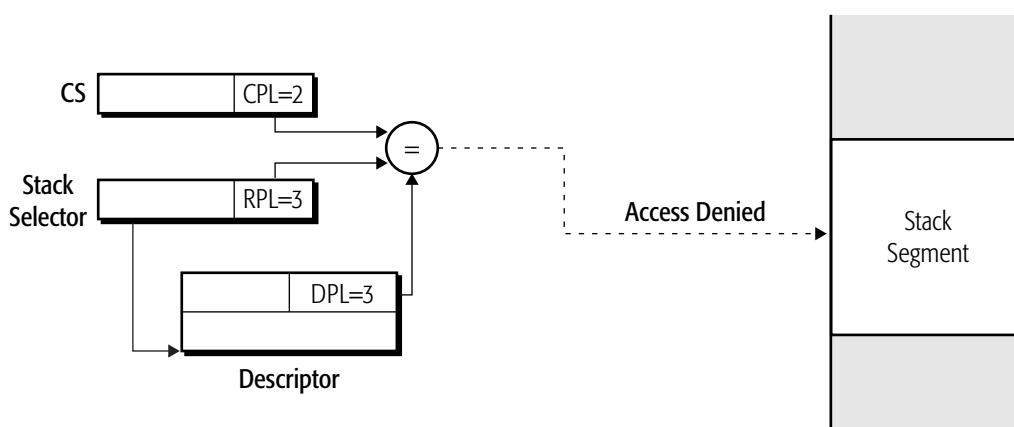 CS
CPL=2
=
Stack
Selector
RPL=3
Access Denied
Stack
Segment
DPL=3
Descriptor